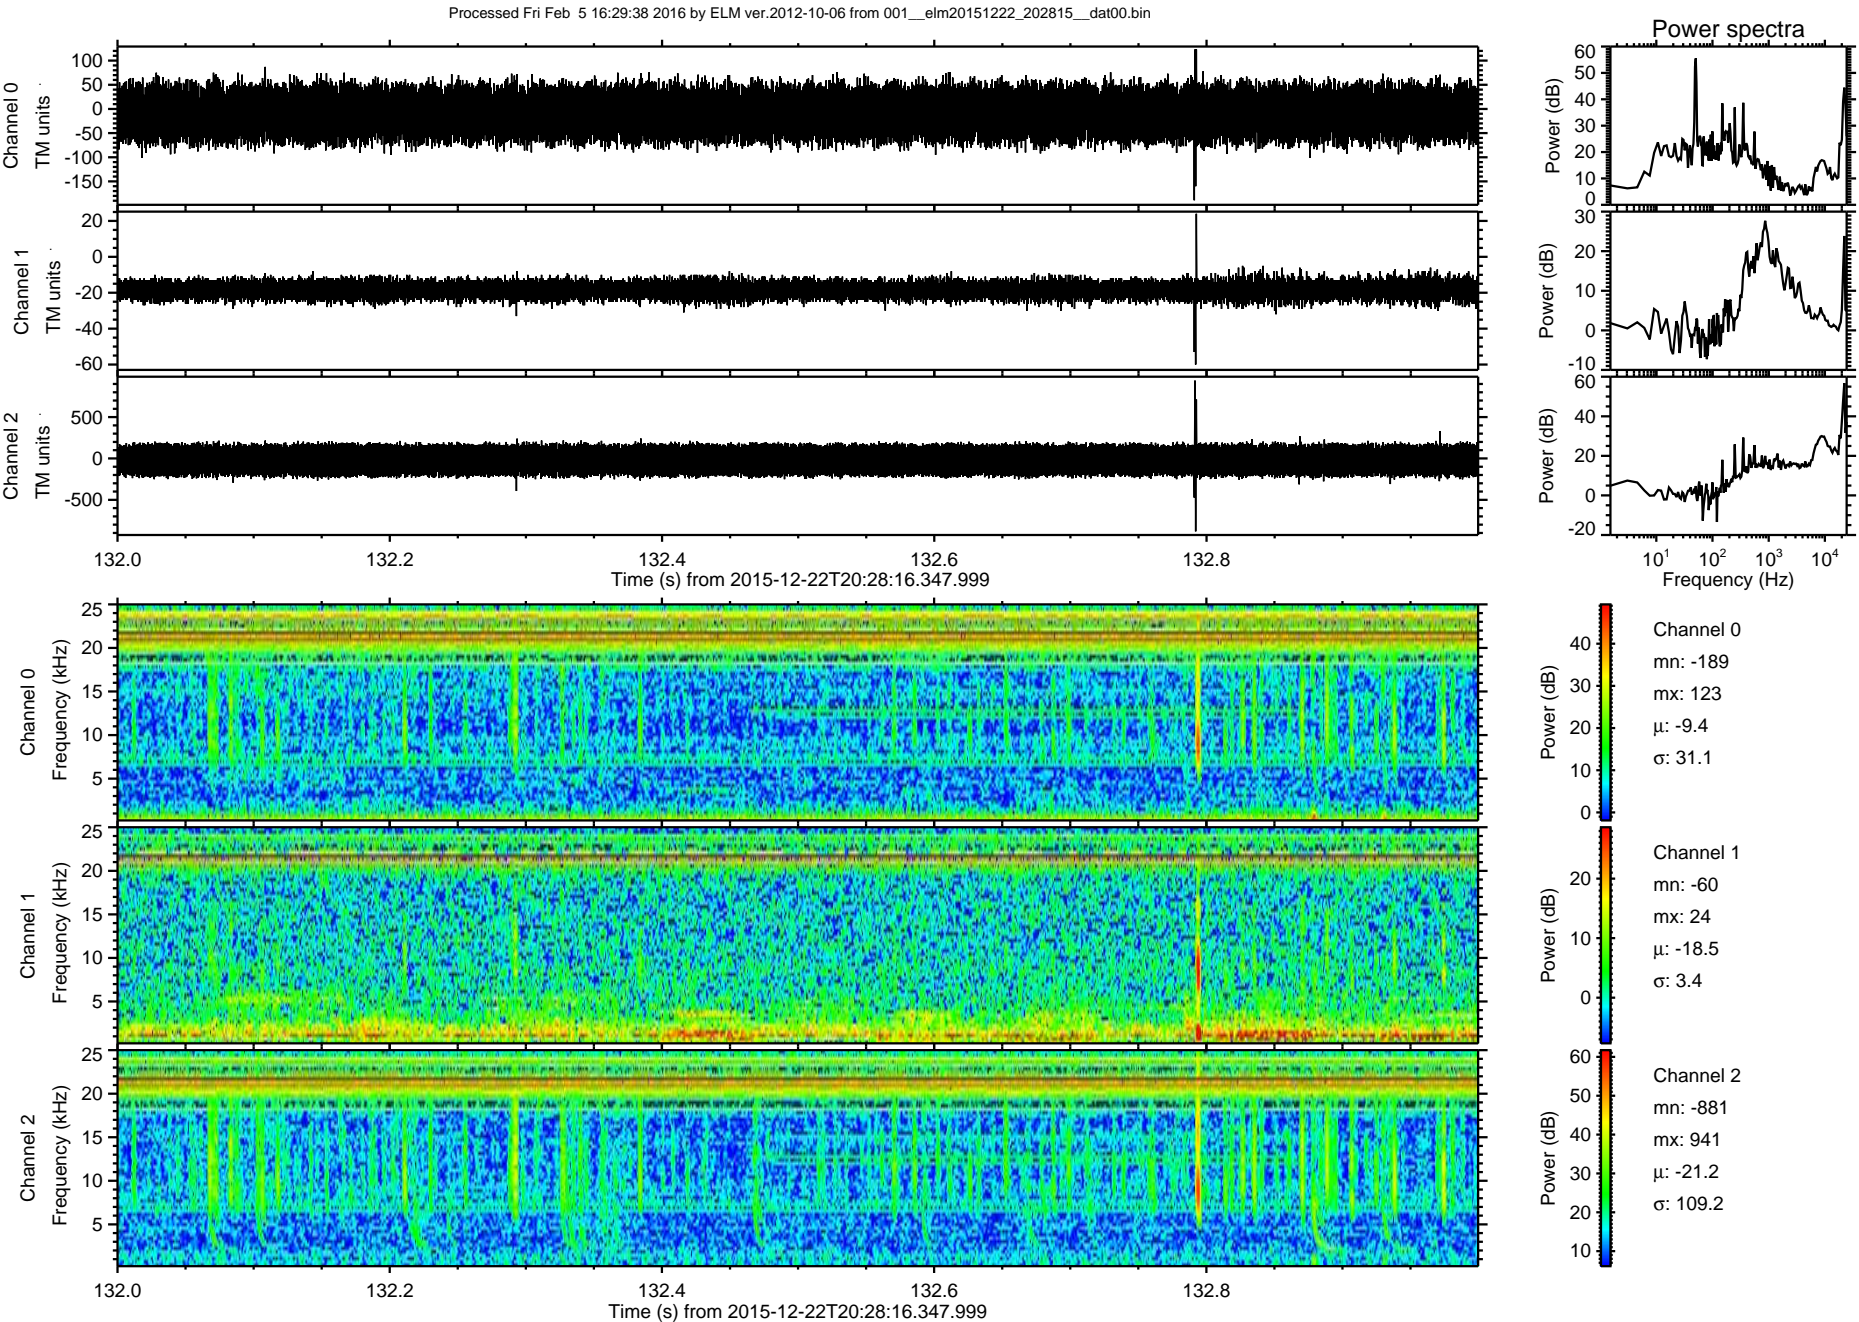 Processed Fri Feb  5 16:29:38 2016 by ELM ver.2012-10-06 from 001__elm20151222_202815__dat00.bin
Power spectra
Channel 0
TM units
100
50
0
-50
-100
-150
Power (dB)
60
50
40
30
20
10
0
Channel 1
TM units
20
0
-20
-40
-60
Power (dB)
30
20
10
0
-10
Channel 2
TM units
500
0
-500
Power (dB)
60
40
20
0
-20
132.0 132.2 132.4 132.6 132.8
Time (s) from 2015-12-22T20:28:16.347.999
10¹ 10² 10³ 10⁴
Frequency (Hz)
Channel 0
Frequency (kHz)
25
20
15
10
5
Power (dB)
40
30
20
10
0
Channel 0
mn: -189
mx: 123
μ: -9.4
σ: 31.1
Channel 1
Frequency (kHz)
25
20
15
10
5
Power (dB)
20
10
0
Channel 1
mn: -60
mx: 24
μ: -18.5
σ: 3.4
Channel 2
Frequency (kHz)
25
20
15
10
5
Power (dB)
60
50
40
30
20
10
Channel 2
mn: -881
mx: 941
μ: -21.2
σ: 109.2
132.0 132.2 132.4 132.6 132.8
Time (s) from 2015-12-22T20:28:16.347.999